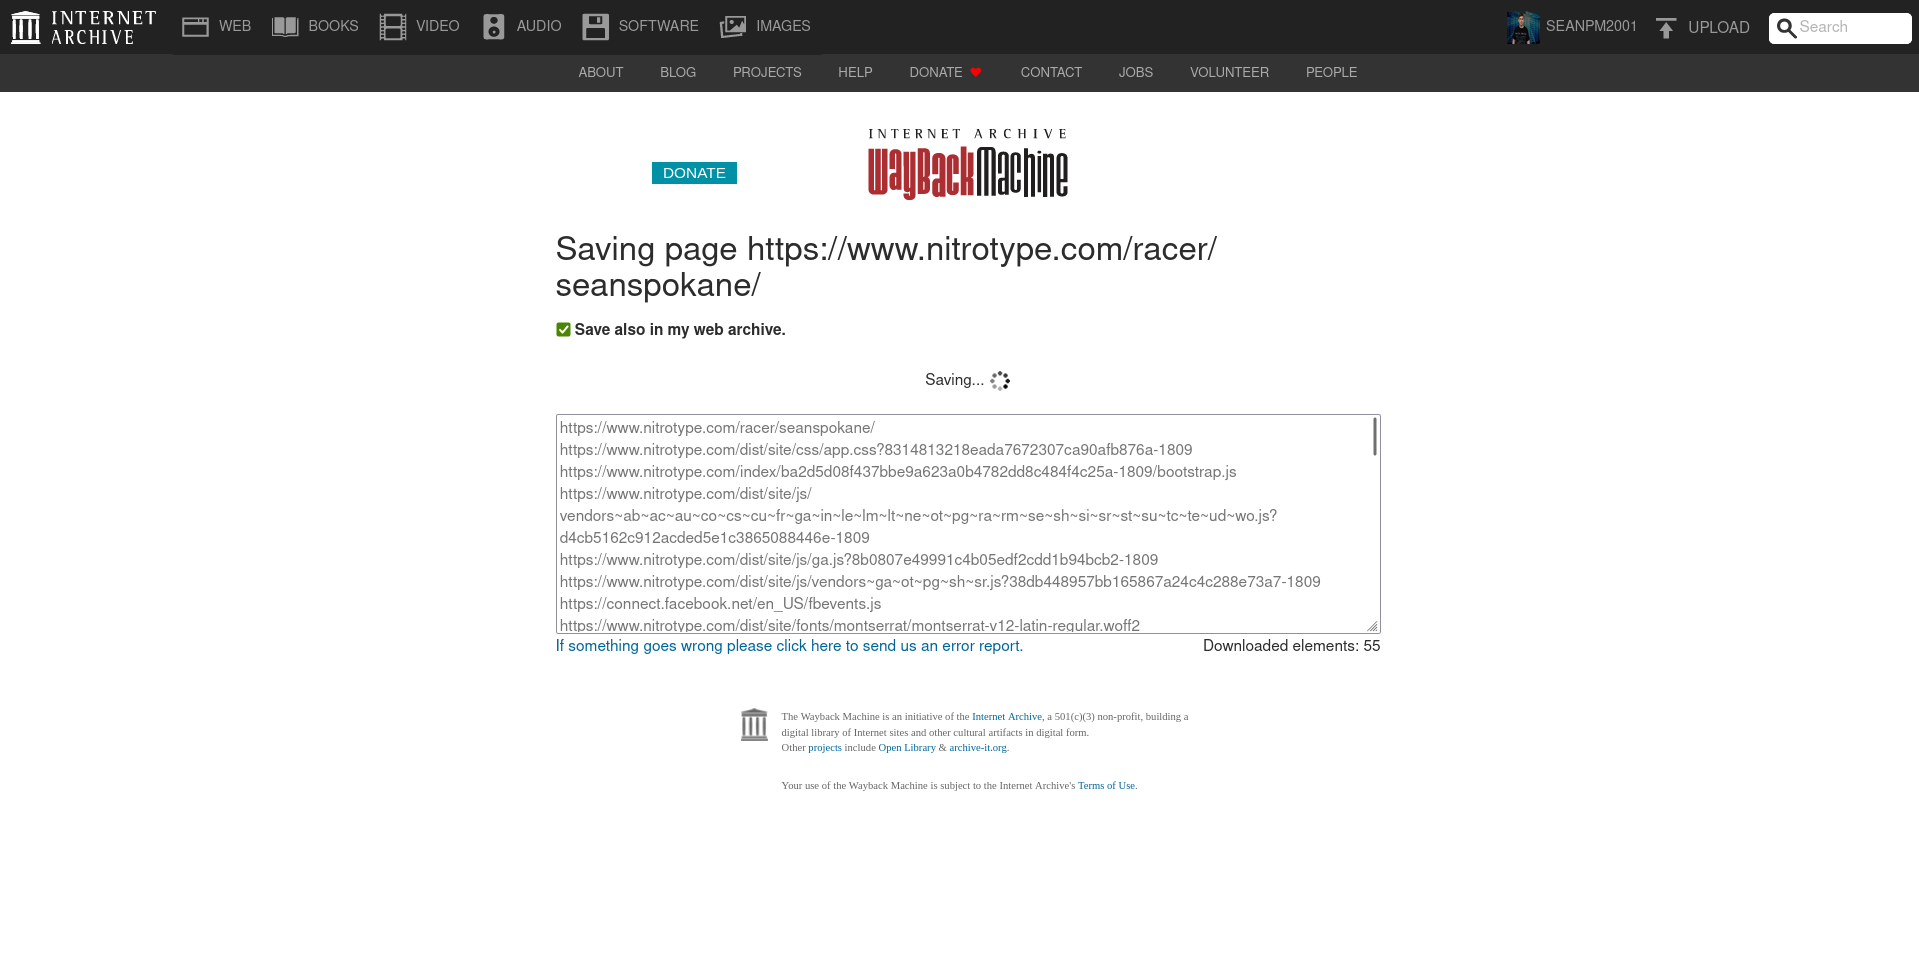 INTERNET ARCHIVE
WEB BOOKS VIDEO AUDIO SOFTWARE IMAGES SEANPM2001 UPLOAD Search
ABOUT BLOG PROJECTS HELP DONATE CONTACT JOBS VOLUNTEER PEOPLE
INTERNET ARCHIVE
WayBackMachine
DONATE
Saving page https://www.nitrotype.com/racer/
seanspokane/
Save also in my web archive.
Saving...
https://www.nitrotype.com/racer/seanspokane/
https://www.nitrotype.com/dist/site/css/app.css?8314813218eada7672307ca90afb876a-1809
https://www.nitrotype.com/index/ba2d5d08f437bbe9a623a0b4782dd8c484f4c25a-1809/bootstrap.js
https://www.nitrotype.com/dist/site/js/
vendors~ab~ac~au~co~cs~cu~fr~ga~in~le~lm~lt~ne~ot~pg~ra~rm~se~sh~si~sr~st~su~tc~te~ud~wo.js?
d4cb5162c912acded5e1c3865088446e-1809
https://www.nitrotype.com/dist/site/js/ga.js?8b0807e49991c4b05edf2cdd1b94bcb2-1809
https://www.nitrotype.com/dist/site/js/vendors~ga~ot~pg~sh~sr.js?38db448957bb165867a24c4c288e73a7-1809
https://connect.facebook.net/en_US/fbevents.js
https://www.nitrotype.com/dist/site/fonts/montserrat/montserrat-v12-latin-regular.woff2
If something goes wrong please click here to send us an error report. Downloaded elements: 55
The Wayback Machine is an initiative of the Internet Archive, a 501(c)(3) non-profit, building a
digital library of Internet sites and other cultural artifacts in digital form.
Other projects include Open Library & archive-it.org.
Your use of the Wayback Machine is subject to the Internet Archive's Terms of Use.